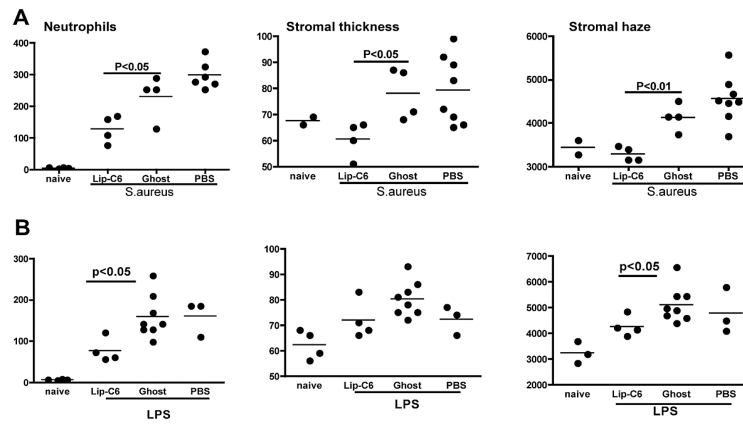 A
Neutrophils
Stromal thickness
Stromal haze
400
300
200
100
0
P<0.05
naive
Lip-C6
Ghost
PBS
S.aureus
100
90
80
70
60
50
P<0.05
naive
Lip-C6
Ghost
PBS
S.aureus
6000
5000
4000
3000
P<0.01
naive
Lip-C6
Ghost
PBS
S.aureus
B
300
200
100
0
p<0.05
naive
Lip-C6
Ghost
PBS
LPS
100
90
80
70
60
50
naive
Lip-C6
Ghost
PBS
LPS
7000
6000
5000
4000
3000
2000
p<0.05
naive
Lip-C6
Ghost
PBS
LPS